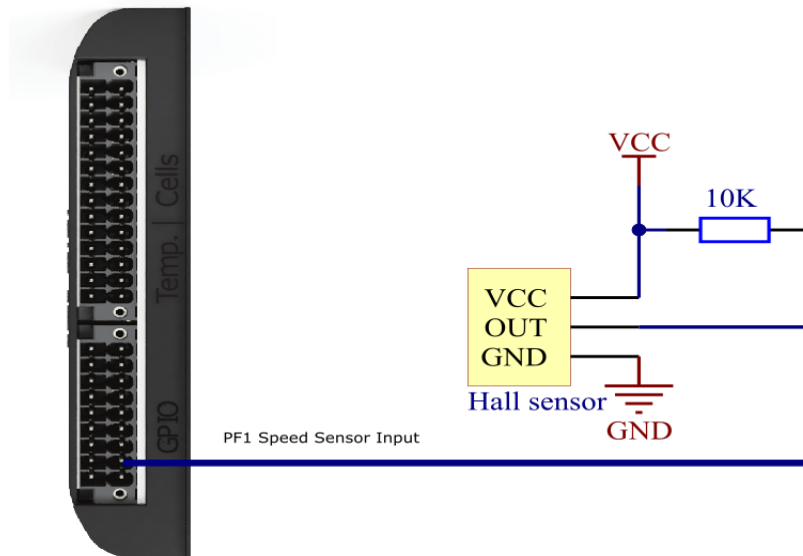 Temp. | Cells
GPIO
PF1 Speed Sensor Input
VCC
10K
VCC
OUT
GND
Hall sensor
GND